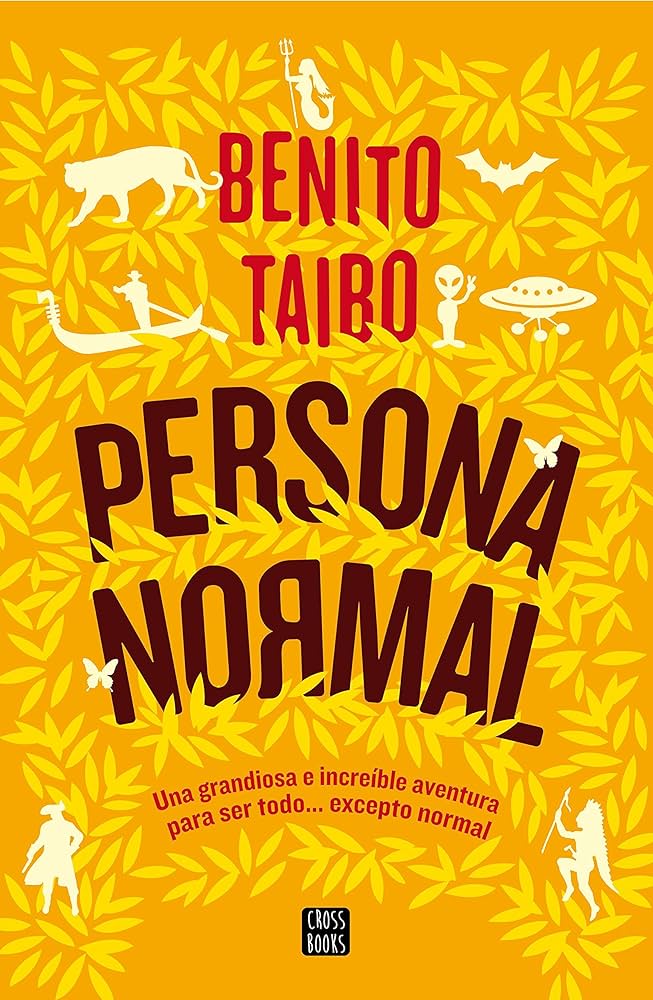 BENITO
TAIBO
PERSONA
NORMAL
Una grandiosa e increíble aventura
para ser todo... excepto normal
CROSS
BOOKS